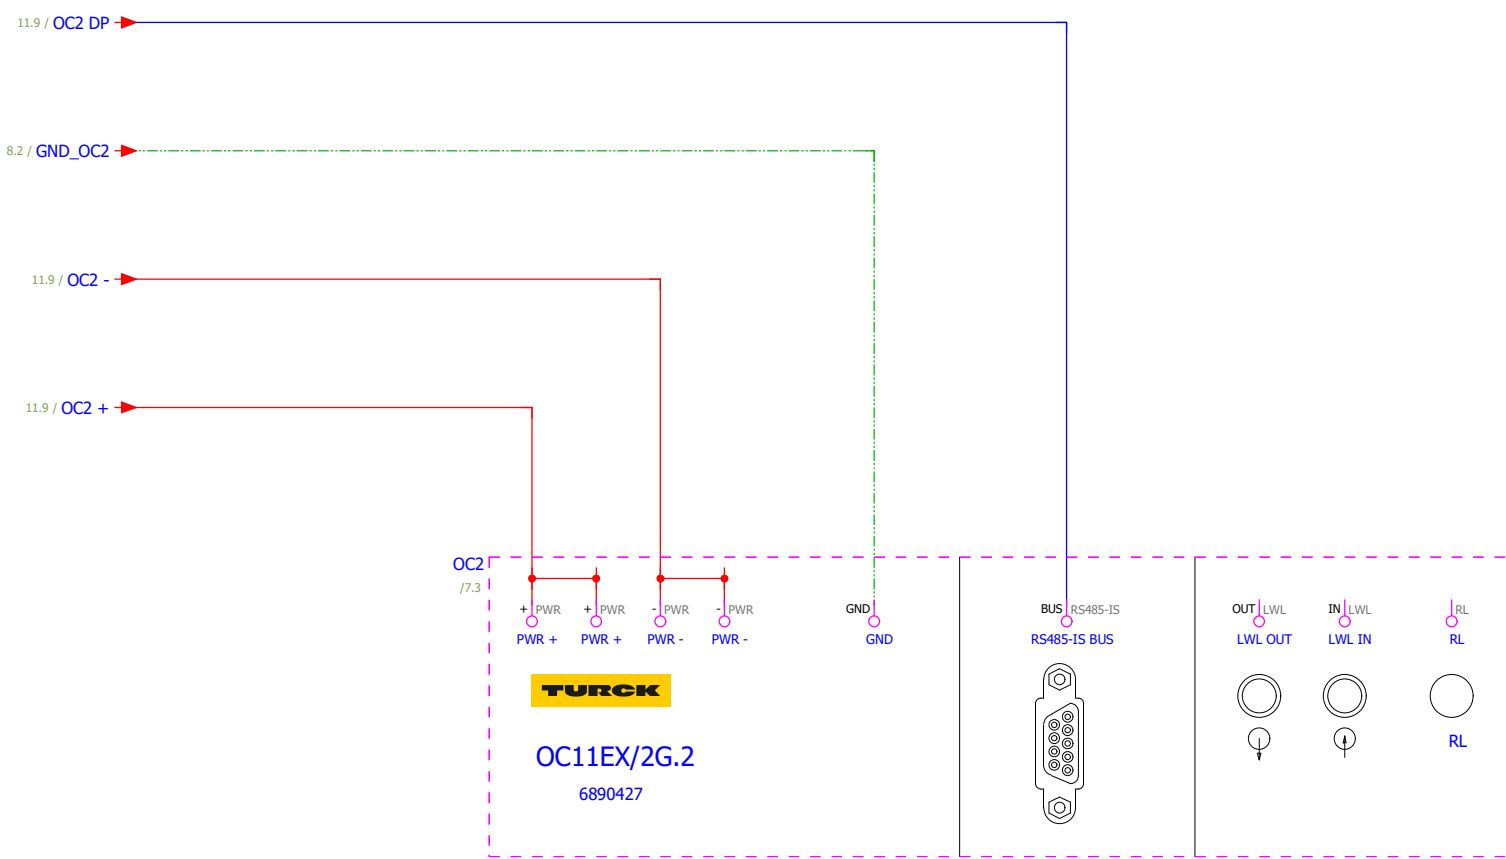 11.9 / OC2 DP
8.2 / GND_OC2
11.9 / OC2 -
11.9 / OC2 +
OC2
/7.3
+ PWR + PWR - PWR - PWR GND BUS RS485-IS OUT LWL IN LWL RL
PWR + PWR + PWR - PWR - GND RS485-IS BUS LWL OUT LWL IN RL
TURCK
OC11EX/2G.2
RL
6890427